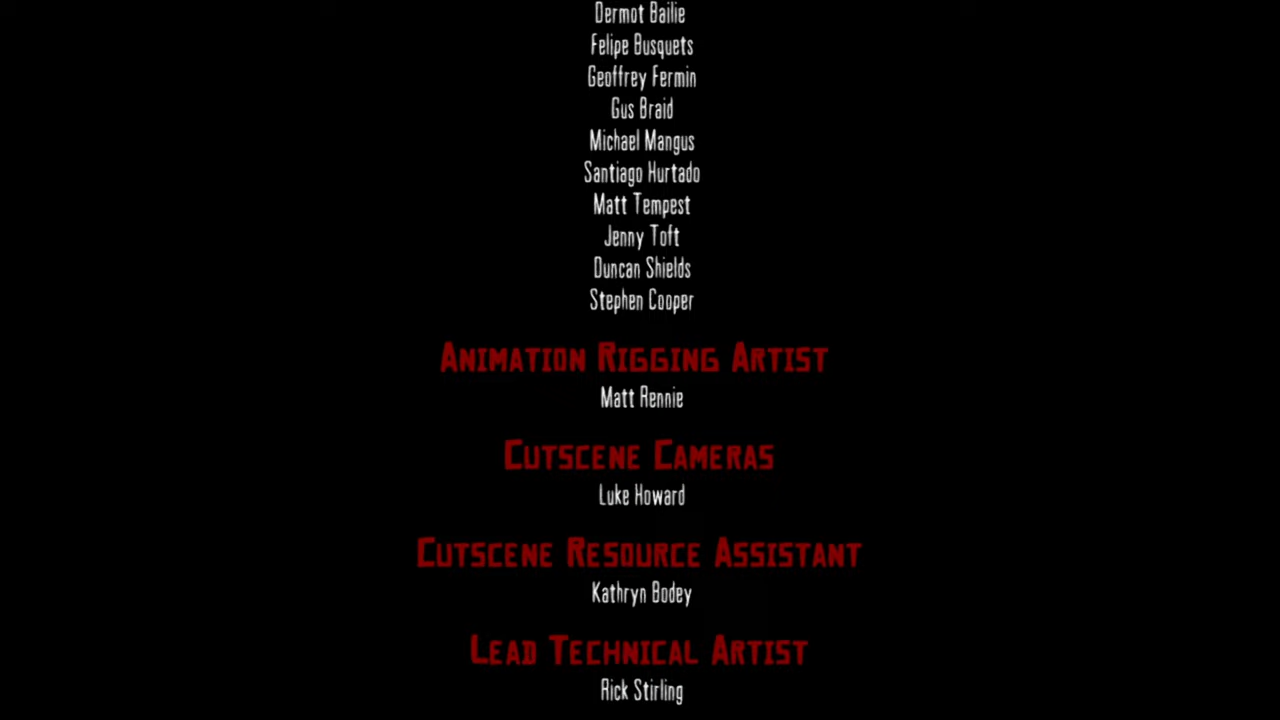 Dermot Bailie
Felipe Busquets
Geoffrey Fermin
Gus Braid
Michael Mangus
Santiago Hurtado
Matt Tempest
Jenny Toft
Duncan Shields
Stephen Cooper
Animation Rigging Artist
Matt Rennie
Cutscene Cameras
Luke Howard
Cutscene Resource Assistant
Kathryn Bodey
Lead Technical Artist
Rick Stirling